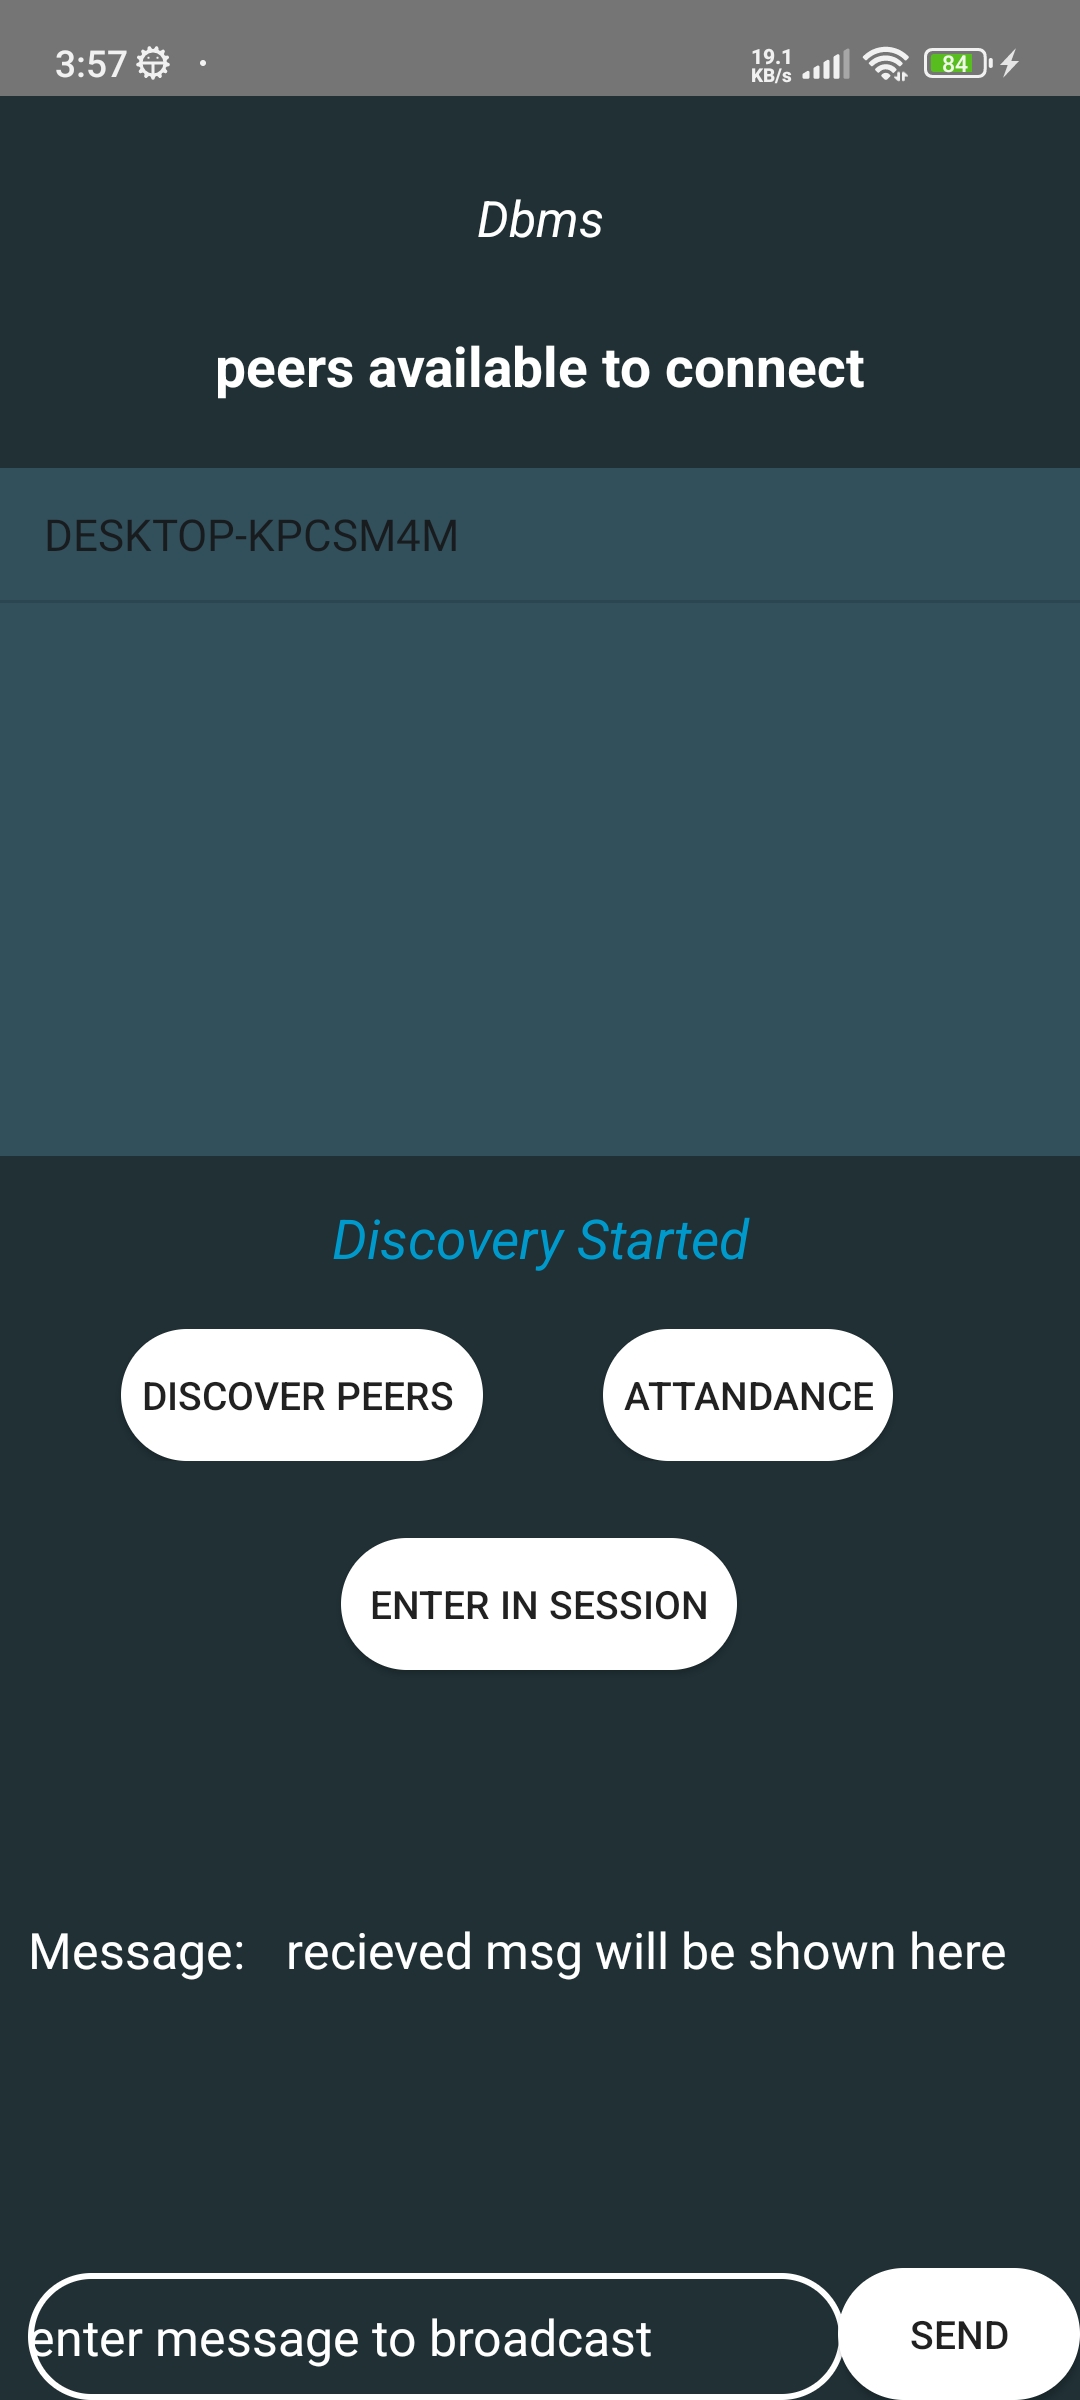 3:57
19.1
KB/s
84
Dbms
peers available to connect
DESKTOP-KPCSM4M
Discovery Started
DISCOVER PEERS
ATTANDANCE
ENTER IN SESSION
Message: recieved msg will be shown here
enter message to broadcast
SEND